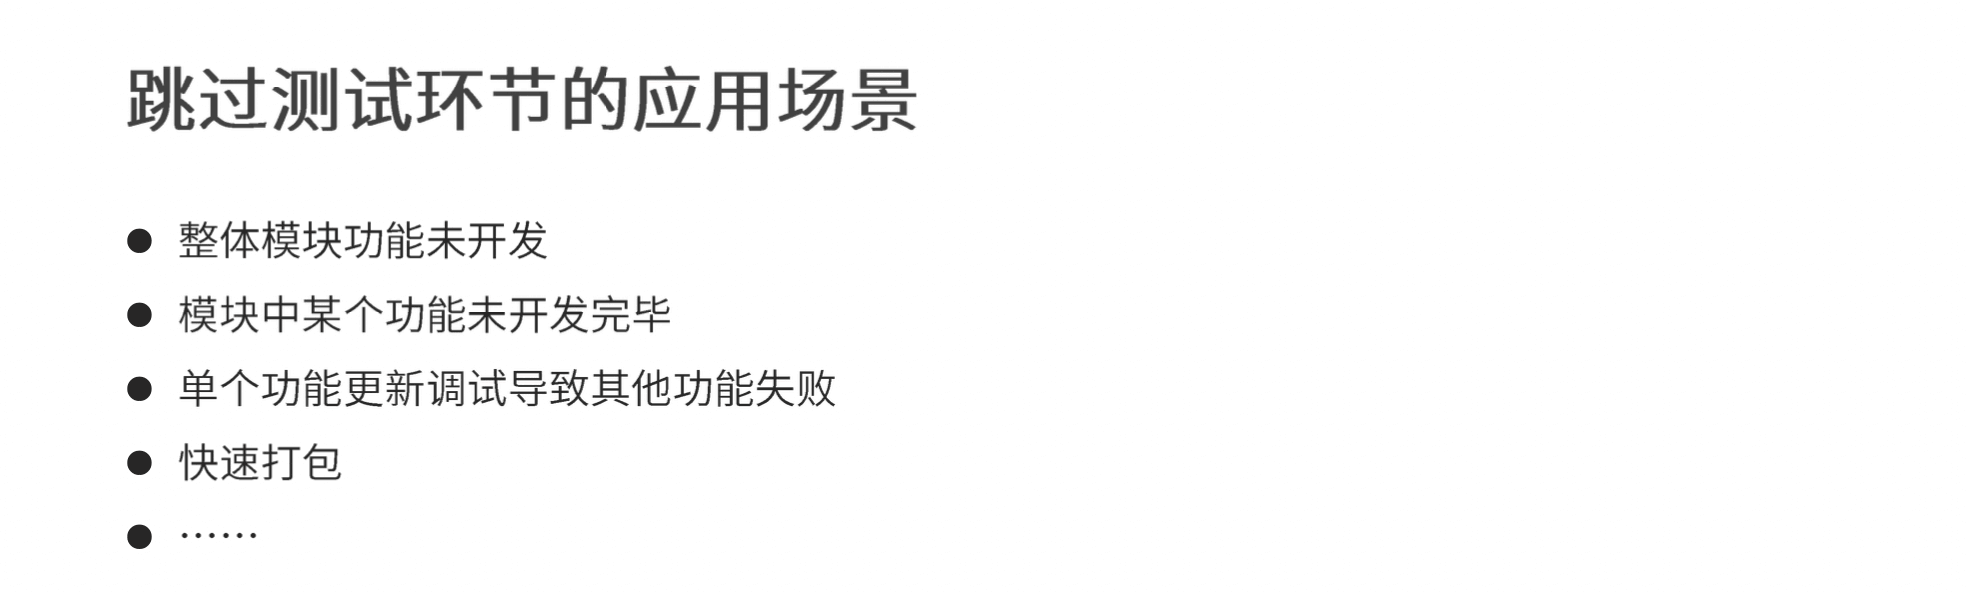 跳过测试环节的应用场景
● 整体模块功能未开发
● 模块中某个功能未开发完毕
● 单个功能更新调试导致其他功能失败
● 快速打包
● ……